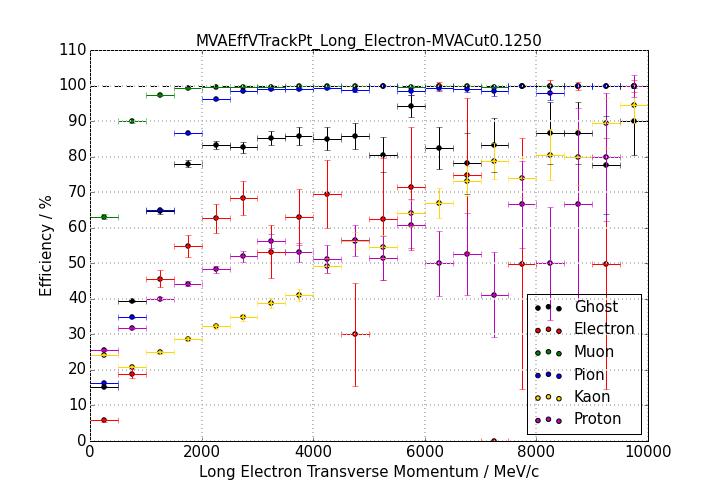 MVAEffVTrackPt_Long_Electron-MVACut0.1250
110
100
90
80
70
60
50
40
30
20
10
0
Efficiency / %
Ghost
Electron
Muon
Pion
Kaon
Proton
0 2000 4000 6000 8000 10000
Long Electron Transverse Momentum / MeV/c